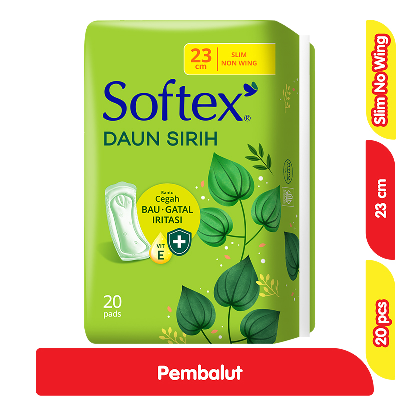 23
cm
SLIM
NON WING
Softex®
DAUN SIRIH
Bantu
Cegah
BAU · GATAL
IRITASI
VIT
E
20
pads
Slim No Wing
23 cm
20 pcs
Pembalut